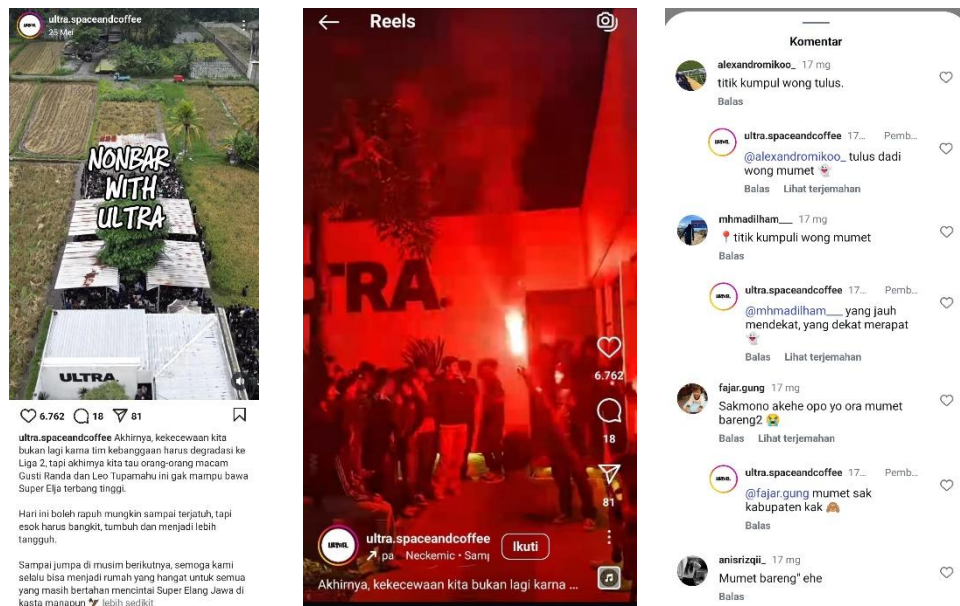 ultra.spaceandcoffee
25 Mei
NONBAR
WITH
ULTRA
ULTRA.
6.762 18 81
ultra.spaceandcoffee Akhirnya, kekecewaan kita
bukan lagi karna tim kebanggaan harus degradasi ke
Liga 2, tapi akhirnya kita tau orang-orang macam
Gusti Randa dan Leo Tupamahu ini gak mampu bawa
Super Elja terbang tinggi.
Hari ini boleh rapuh mungkin sampai terjatuh, tapi
esok harus bangkit, tumbuh dan menjadi lebih
tangguh.
Sampai jumpa di musim berikutnya, semoga kami
selalu bisa menjadi rumah yang hangat untuk semua
yang masih bertahan mencintai Super Elang Jawa di
kasta manapun 🦅 lebih sedikit
Reels
TRA.
6.762
18
81
ultra.spaceandcoffee
Ikuti
pa Neckemic • Samp
Akhirnya, kekecewaan kita bukan lagi karna ...
Komentar
alexandromikoo_ 17 mg
titik kumpul wong tulus.
Balas
ultra.spaceandcoffee 17... Pemb...
@alexandromikoo_ tulus dadi
wong mumet 👻
Balas Lihat terjemahan
mhmadilham___ 17 mg
📍titik kumpuli wong mumet
Balas
ultra.spaceandcoffee 17... Pemb...
@mhmadilham___ yang jauh
mendekat, yang dekat merapat
👻
Balas Lihat terjemahan
fajar.gung 17 mg
Sakmono akehe opo yo ora mumet
bareng2 😭
Balas Lihat terjemahan
ultra.spaceandcoffee 17... Pemb...
@fajar.gung mumet sak
kabupaten kak 🙈
Balas
anisrizqii_ 17 mg
Mumet bareng" ehe
Balas